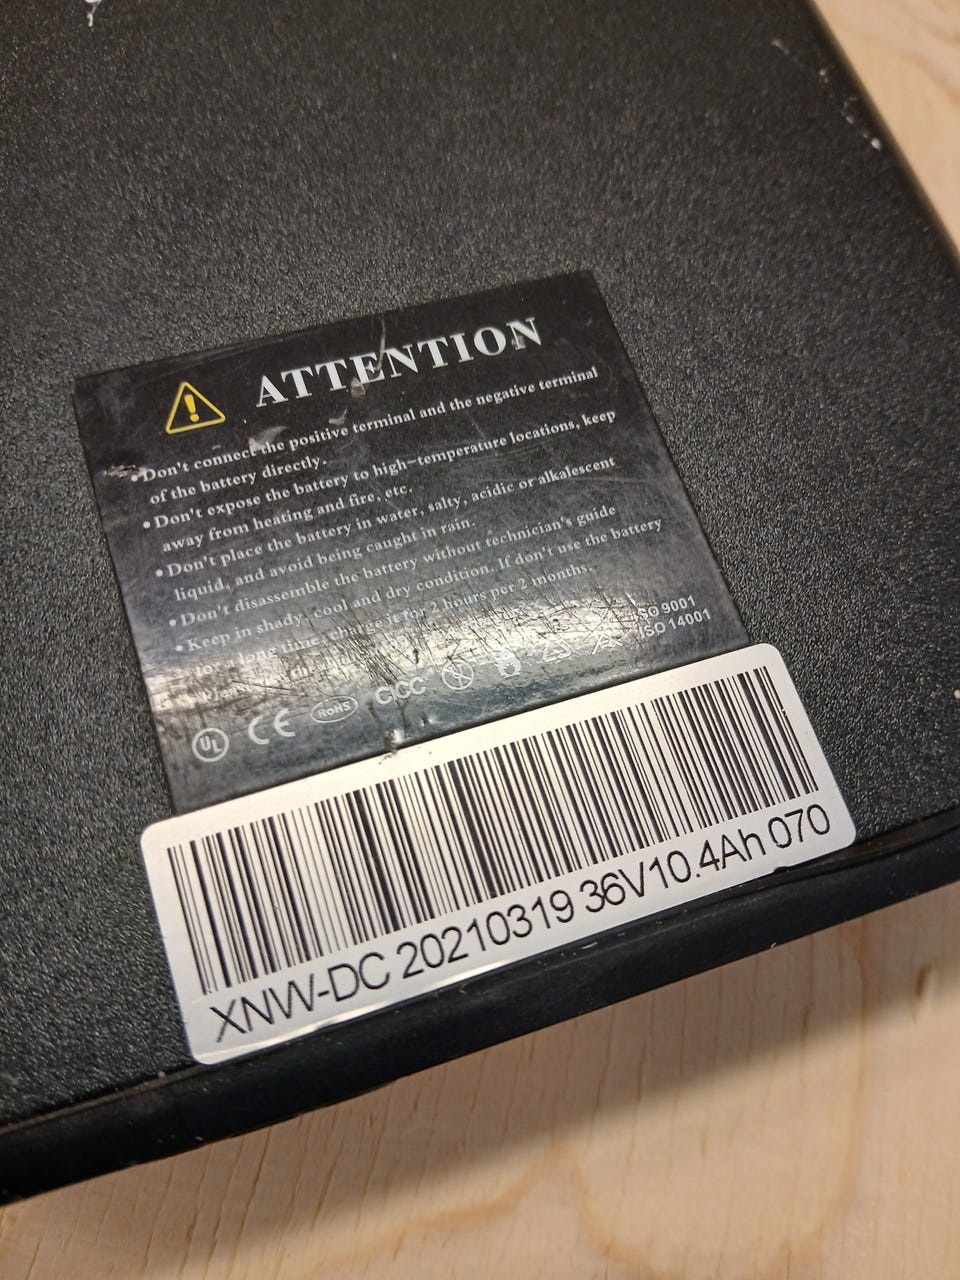 ATTENTION
•Don't connect the positive terminal and the negative terminal
of the battery directly.
•Don't expose the battery to high-temperature locations, keep
away from heating and fire, etc.
•Don't place the battery in water, salty, acidic or alkalescent
liquid, and avoid being caught in rain.
•Don't disassemble the battery without technician's guide
•Keep in shady, cool and dry condition. If don't use the battery
for a long time, charge it for 2 hours per 2 months.
ISO 9001
ISO 14001
UL CE RoHS
XNW-DC 20210319 36V10.4Ah 070